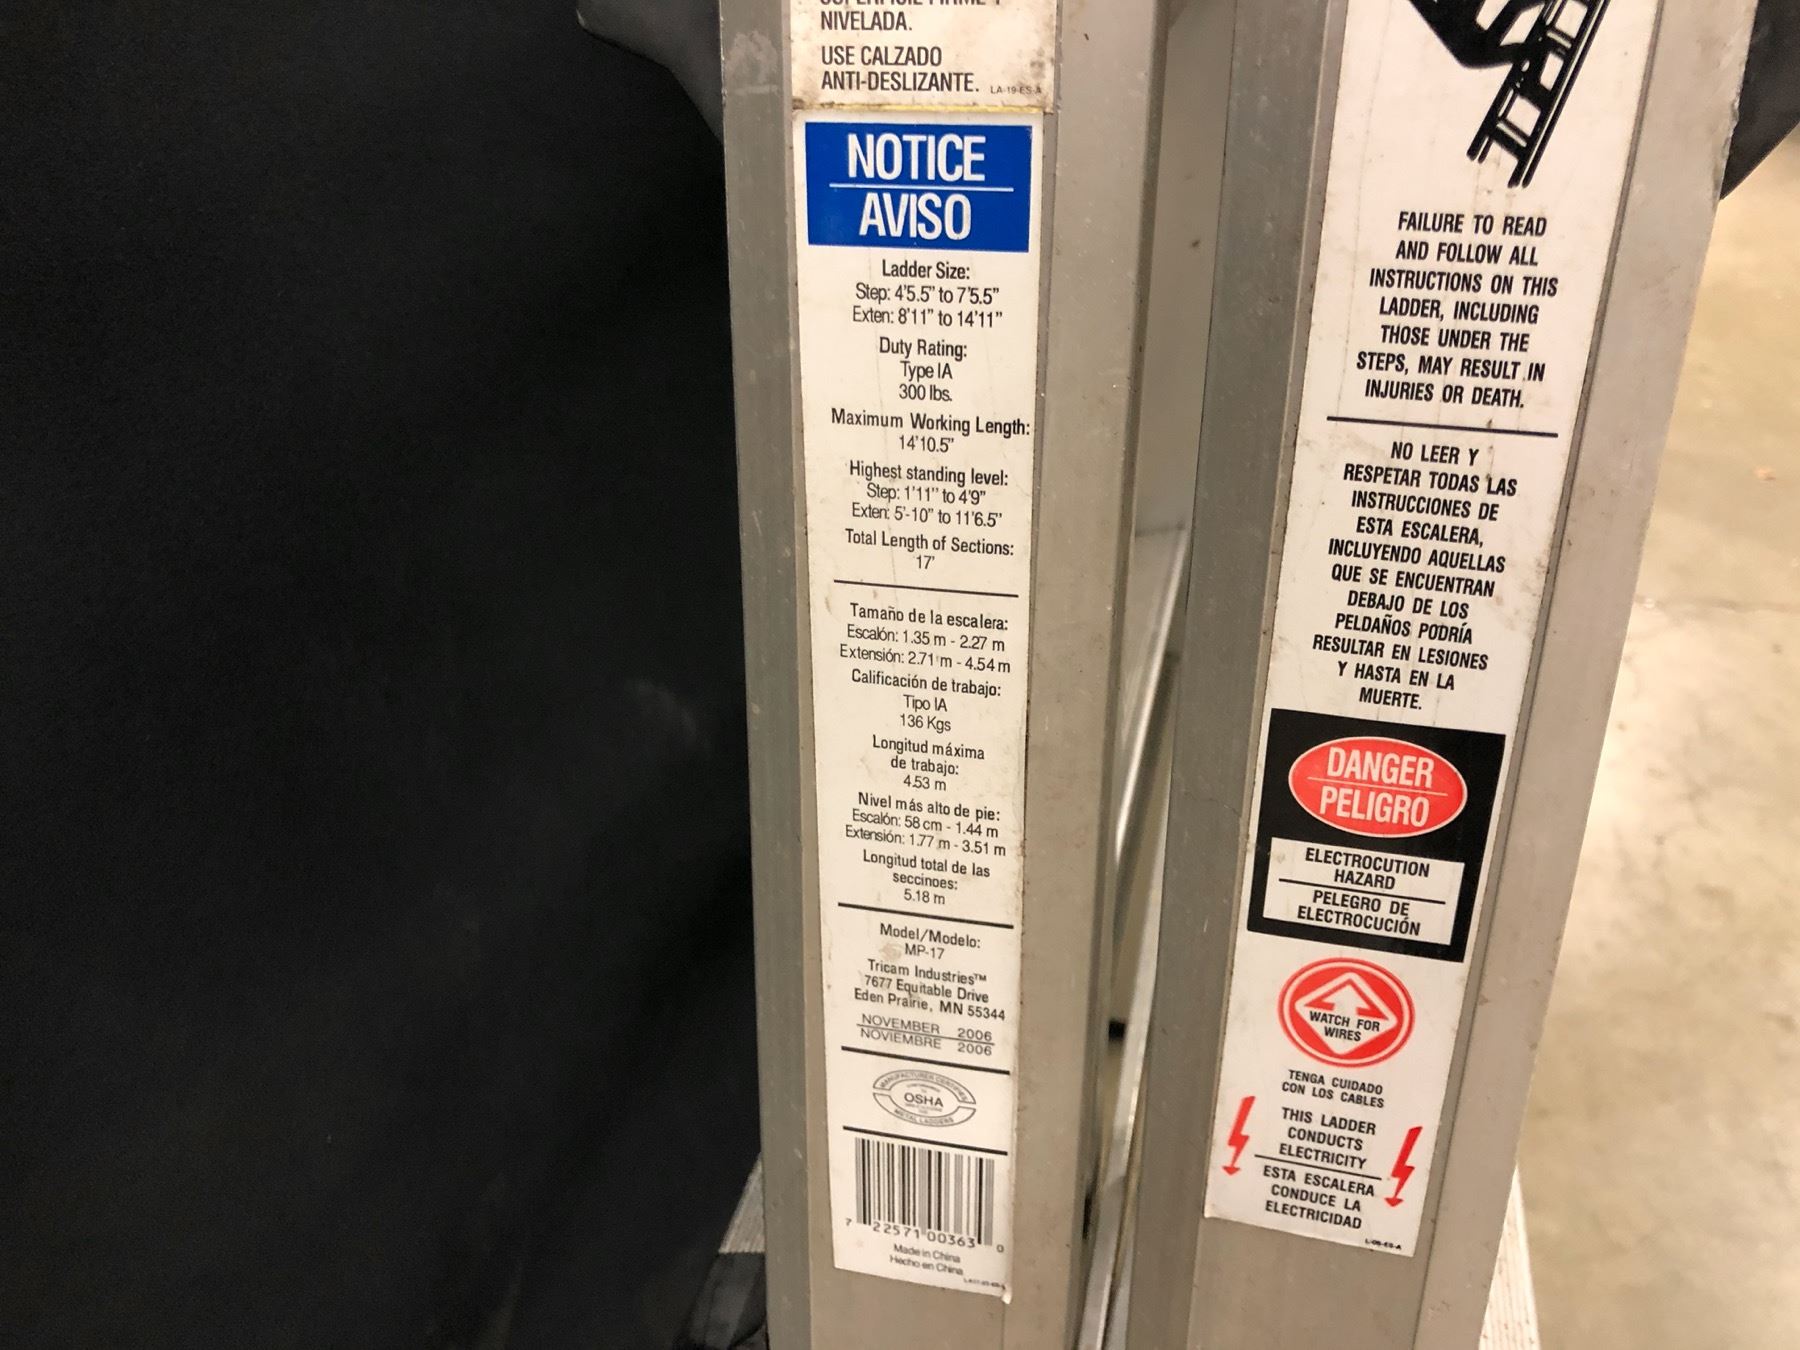 NIVELADA.
USE CALZADO
ANTI-DESLIZANTE.
LA-19-ES-A
NOTICE
AVISO
Ladder Size:
Step: 4'5.5" to 7'5.5"
Exten: 8'11" to 14'11"
Duty Rating:
Type IA
300 lbs.
Maximum Working Length:
14'10.5"
Highest standing level:
Step: 1'11" to 4'9"
Exten: 5'-10" to 11'6.5"
Total Length of Sections:
17'
Tamaño de la escalera:
Escalón: 1.35 m - 2.27 m
Extensión: 2.71 m - 4.54 m
Calificación de trabajo:
Tipo IA
136 Kgs
Longitud máxima
de trabajo:
4.53 m
Nivel más alto de pie:
Escalón: 58 cm - 1.44 m
Extensión: 1.77 m - 3.51 m
Longitud total de las
seccinoes:
5.18 m
Model/Modelo:
MP-17
Tricam Industries™
7677 Equitable Drive
Eden Prairie, MN 55344
NOVEMBER 2006
NOVIEMBRE 2006
MANUFACTURER CERTIFIES
OSHA
METAL LADDERS
7 22571 00363 0
Made in China
Hecho en China
FAILURE TO READ
AND FOLLOW ALL
INSTRUCTIONS ON THIS
LADDER, INCLUDING
THOSE UNDER THE
STEPS, MAY RESULT IN
INJURIES OR DEATH.
NO LEER Y
RESPETAR TODAS LAS
INSTRUCCIONES DE
ESTA ESCALERA,
INCLUYENDO AQUELLAS
QUE SE ENCUENTRAN
DEBAJO DE LOS
PELDAÑOS PODRÍA
RESULTAR EN LESIONES
Y HASTA EN LA
MUERTE.
DANGER
PELIGRO
ELECTROCUTION
HAZARD
PELEGRO DE
ELECTROCUCIÓN
WATCH FOR
WIRES
TENGA CUIDADO
CON LOS CABLES
THIS LADDER
CONDUCTS
ELECTRICITY
ESTA ESCALERA
CONDUCE LA
ELECTRICIDAD